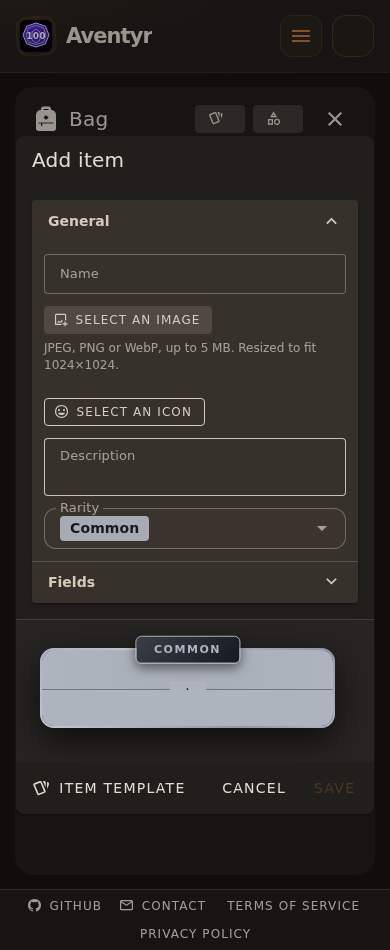 100
Aventyr
Bag
Add item
General
Name
SELECT AN IMAGE
JPEG, PNG or WebP, up to 5 MB. Resized to fit
1024×1024.
SELECT AN ICON
Description
Rarity
Common
Fields
COMMON
ITEM TEMPLATE
CANCEL
SAVE
GITHUB
CONTACT
TERMS OF SERVICE
PRIVACY POLICY